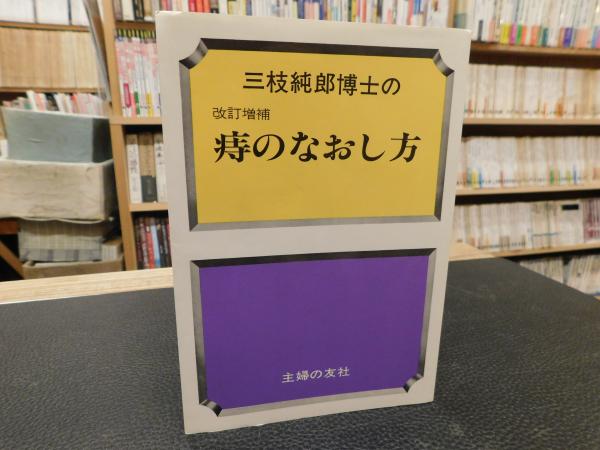 三枝純郎博士の
改訂増補
痔のなおし方
主婦の友社